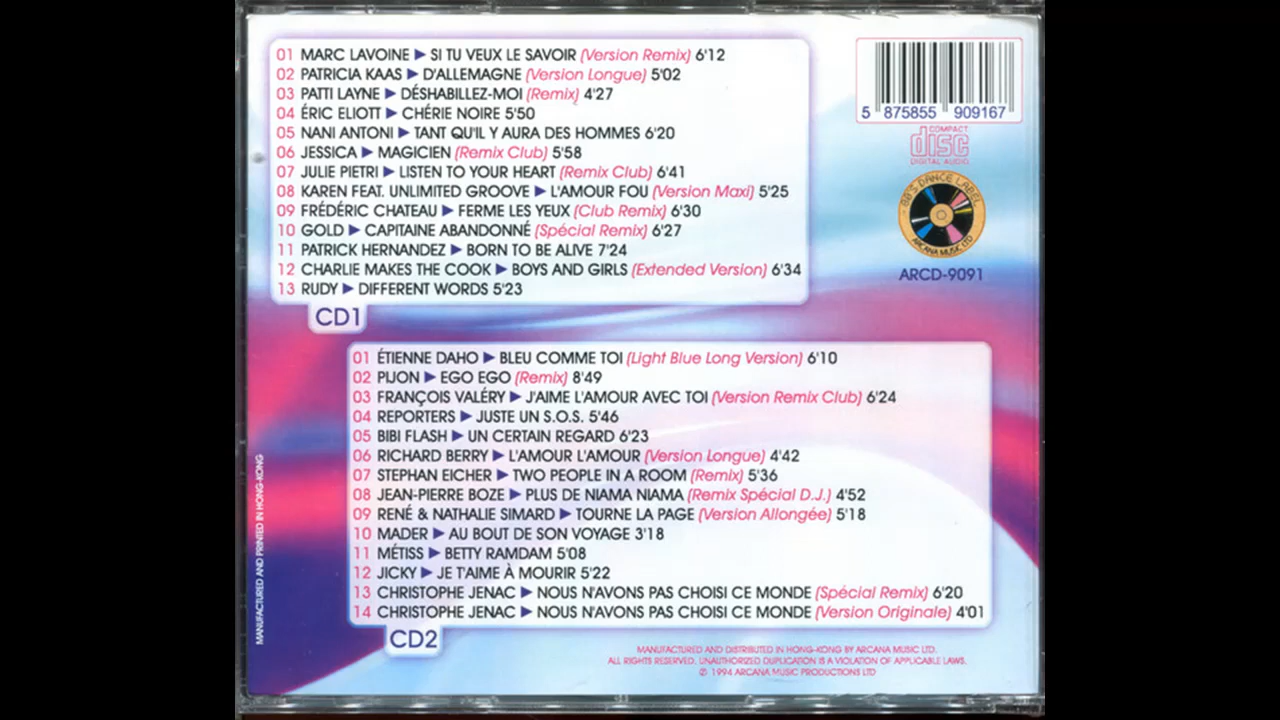 01 MARC LAVOINE ► SI TU VEUX LE SAVOIR (Version Remix) 6'12
02 PATRICIA KAAS ► D'ALLEMAGNE (Version Longue) 5'02
03 PATTI LAYNE ► DÉSHABILLEZ-MOI (Remix) 4'27
04 ÉRIC ELIOTT ► CHÉRIE NOIRE 5'50
05 NANI ANTONI ► TANT QU'IL Y AURA DES HOMMES 6'20
06 JESSICA ► MAGICIEN (Remix Club) 5'58
07 JULIE PIETRI ► LISTEN TO YOUR HEART (Remix Club) 6'41
08 KAREN FEAT. UNLIMITED GROOVE ► L'AMOUR FOU (Version Maxi) 5'25
09 FRÉDÉRIC CHATEAU ► FERME LES YEUX (Club Remix) 6'30
10 GOLD ► CAPITAINE ABANDONNÉ (Spécial Remix) 6'27
11 PATRICK HERNANDEZ ► BORN TO BE ALIVE 7'24
12 CHARLIE MAKES THE COOK ► BOYS AND GIRLS (Extended Version) 6'34
13 RUDY ► DIFFERENT WORDS 5'23
CD1
5 875855 909167
COMPACT
disc
DIGITAL AUDIO
80'S DANCE LABEL
ARCANA MUSIC LTD
ARCD-9091
01 ÉTIENNE DAHO ► BLEU COMME TOI (Light Blue Long Version) 6'10
02 PIJON ► EGO EGO (Remix) 8'49
03 FRANÇOIS VALÉRY ► J'AIME L'AMOUR AVEC TOI (Version Remix Club) 6'24
04 REPORTERS ► JUSTE UN S.O.S. 5'46
05 BIBI FLASH ► UN CERTAIN REGARD 6'23
06 RICHARD BERRY ► L'AMOUR L'AMOUR (Version Longue) 4'42
07 STEPHAN EICHER ► TWO PEOPLE IN A ROOM (Remix) 5'36
08 JEAN-PIERRE BOZE ► PLUS DE NIAMA NIAMA (Remix Spécial D.J.) 4'52
09 RENÉ & NATHALIE SIMARD ► TOURNE LA PAGE (Version Allongée) 5'18
10 MADER ► AU BOUT DE SON VOYAGE 3'18
11 MÉTISS ► BETTY RAMDAM 5'08
12 JICKY ► JE T'AIME À MOURIR 5'22
13 CHRISTOPHE JENAC ► NOUS N'AVONS PAS CHOISI CE MONDE (Spécial Remix) 6'20
14 CHRISTOPHE JENAC ► NOUS N'AVONS PAS CHOISI CE MONDE (Version Originale) 4'01
CD2
MANUFACTURED AND PRINTED IN HONG-KONG
MANUFACTURED AND DISTRIBUTED IN HONG-KONG BY ARCANA MUSIC LTD.
ALL RIGHTS RESERVED. UNAUTHORIZED DUPLICATION IS A VIOLATION OF APPLICABLE LAWS.
℗ 1994 ARCANA MUSIC PRODUCTIONS LTD